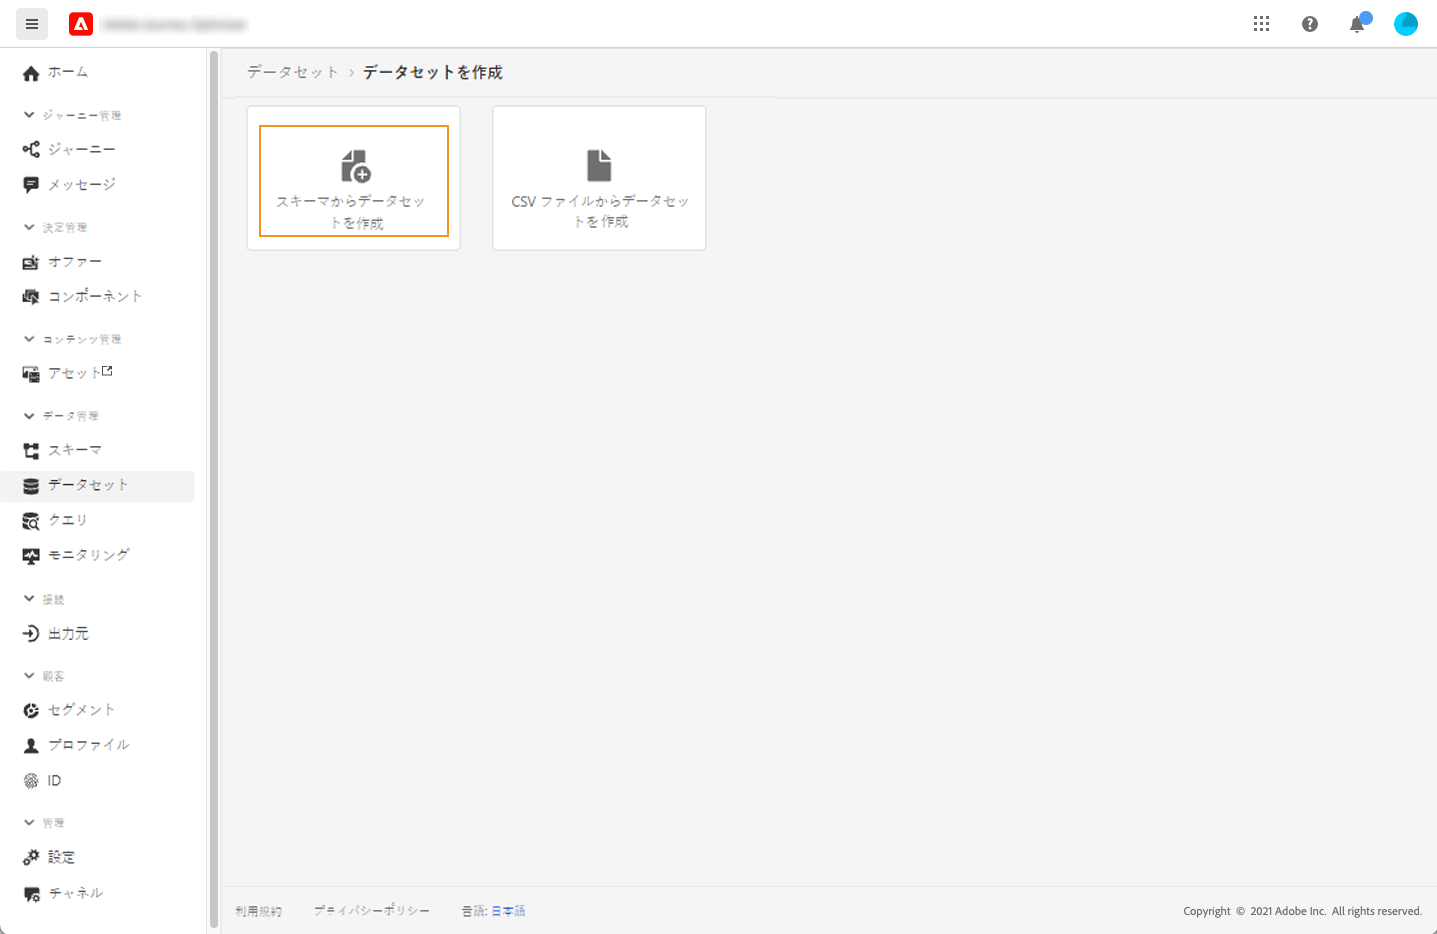 データセット › データセットを作成
ホーム
ジャーニー管理
ジャーニー
メッセージ
決定管理
オファー
コンポーネント
コンテンツ管理
アセット
データ管理
スキーマ
データセット
クエリ
モニタリング
接続
出力元
顧客
セグメント
プロファイル
ID
管理
設定
チャネル
スキーマからデータセッ
トを作成
CSV ファイルからデータセッ
トを作成
利用規約 プライバシーポリシー 言語: 日本語
Copyright © 2021 Adobe Inc. All rights reserved.